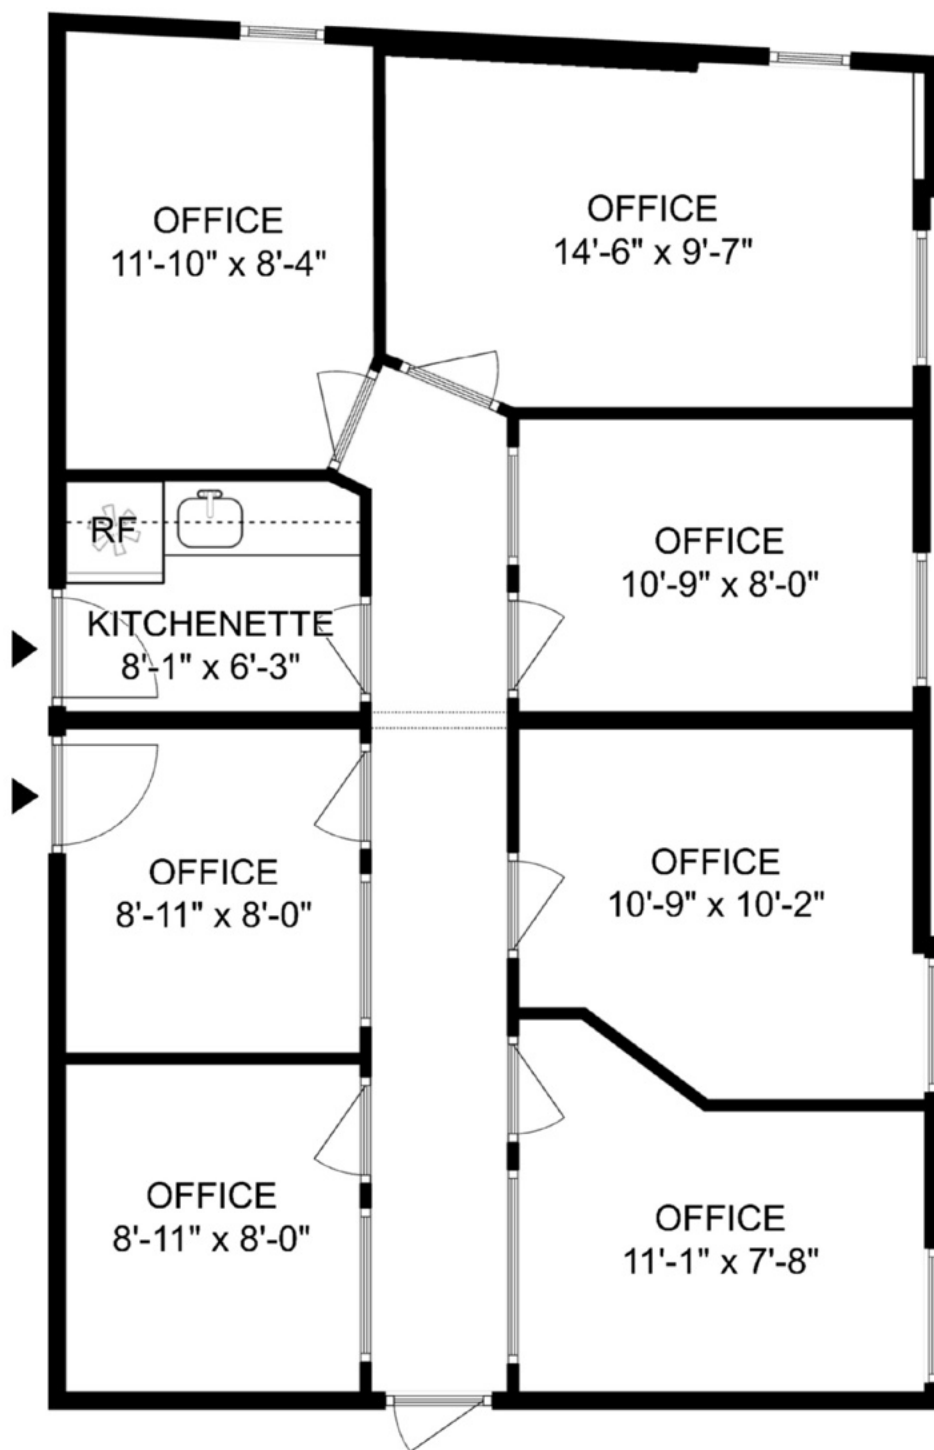 OFFICE
11'-10" x 8'-4"
OFFICE
14'-6" x 9'-7"
RF
KITCHENETTE
8'-1" x 6'-3"
OFFICE
10'-9" x 8'-0"
OFFICE
8'-11" x 8'-0"
OFFICE
10'-9" x 10'-2"
OFFICE
8'-11" x 8'-0"
OFFICE
11'-1" x 7'-8"